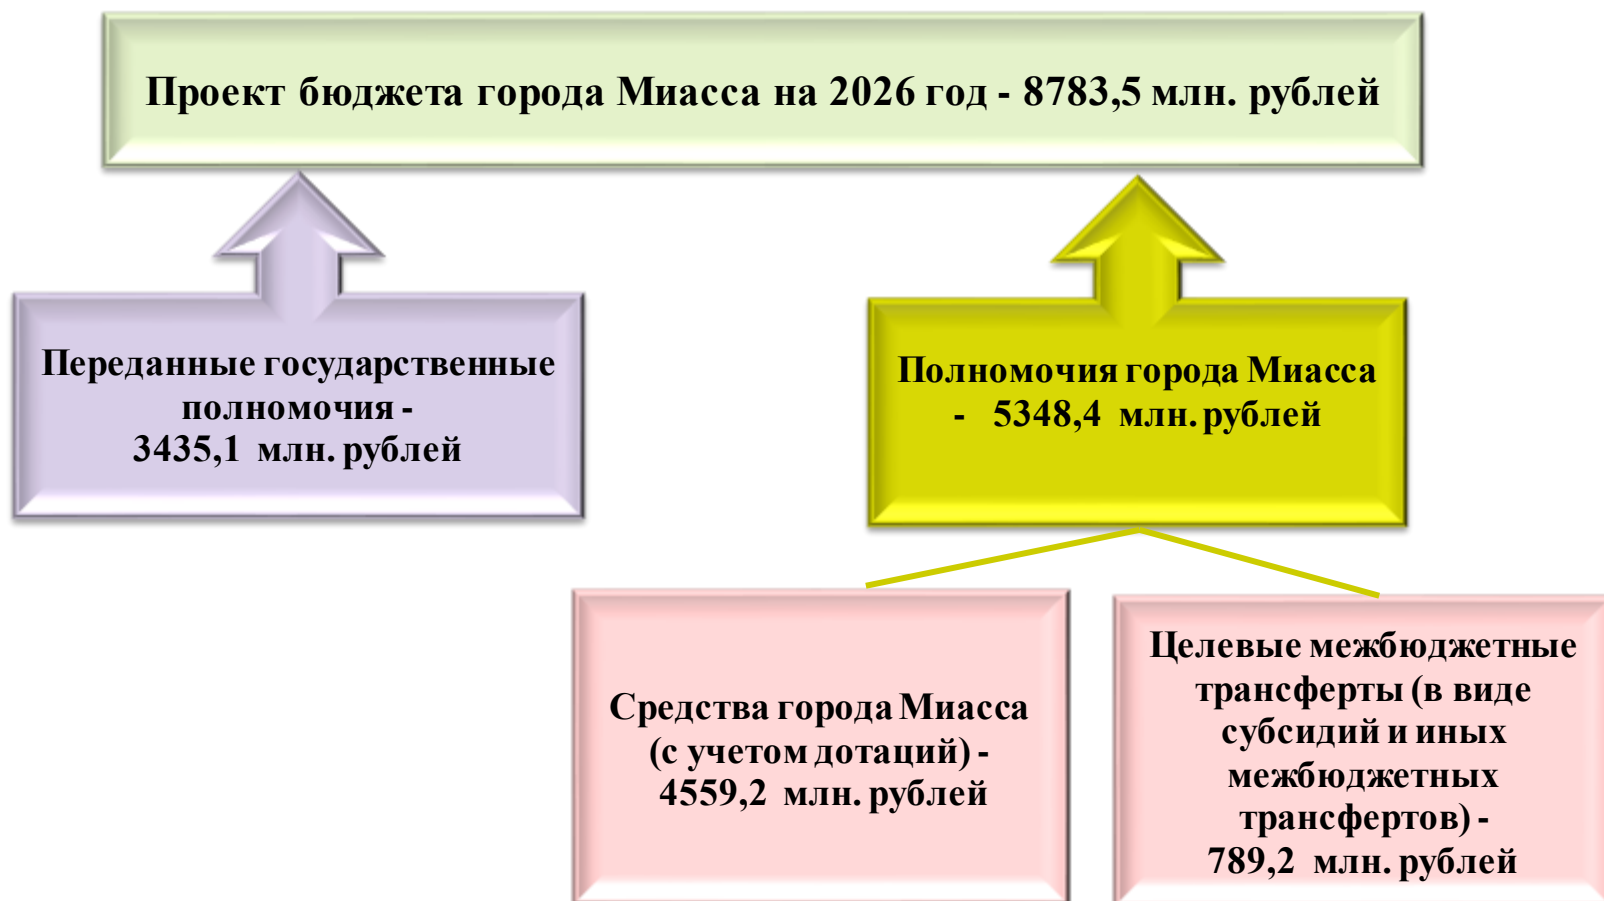 Проект бюджета города Миасса на 2026 год - 8783,5 млн. рублей
Переданные государственные
полномочия -
3435,1 млн. рублей
Полномочия города Миасса
- 5348,4 млн. рублей
Средства города Миасса
(с учетом дотаций) -
4559,2 млн. рублей
Целевые межбюджетные
трансферты (в виде
субсидий и иных
межбюджетных
трансфертов) -
789,2 млн. рублей